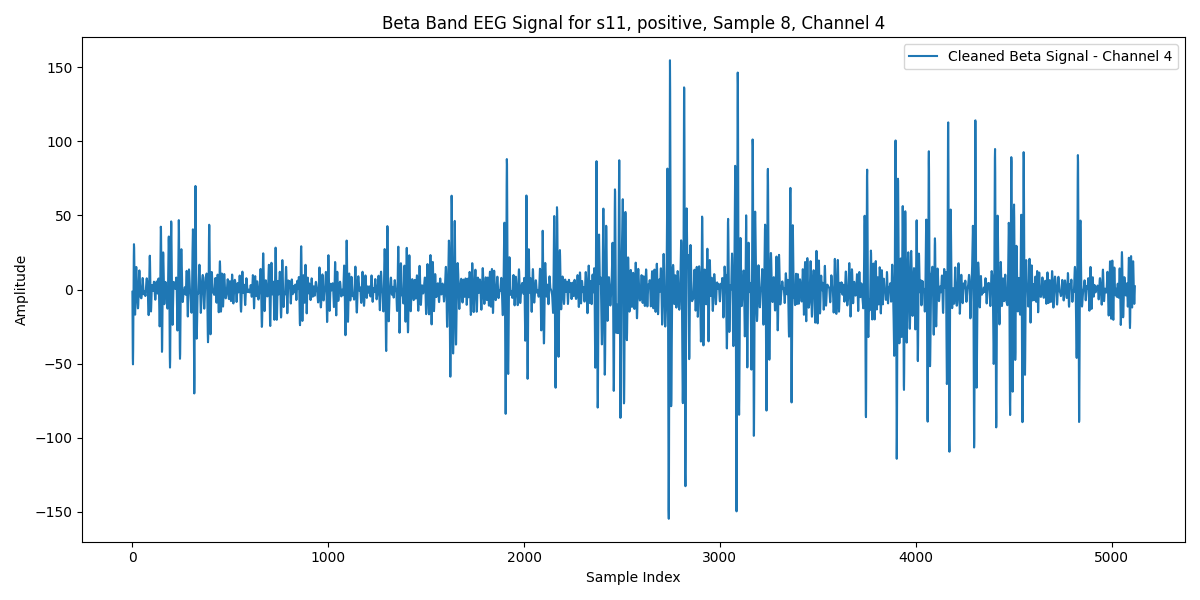 Beta Band EEG Signal for s11, positive, Sample 8, Channel 4
Cleaned Beta Signal - Channel 4
150
100
50
0
−50
−100
−150
Amplitude
0 1000 2000 3000 4000 5000
Sample Index